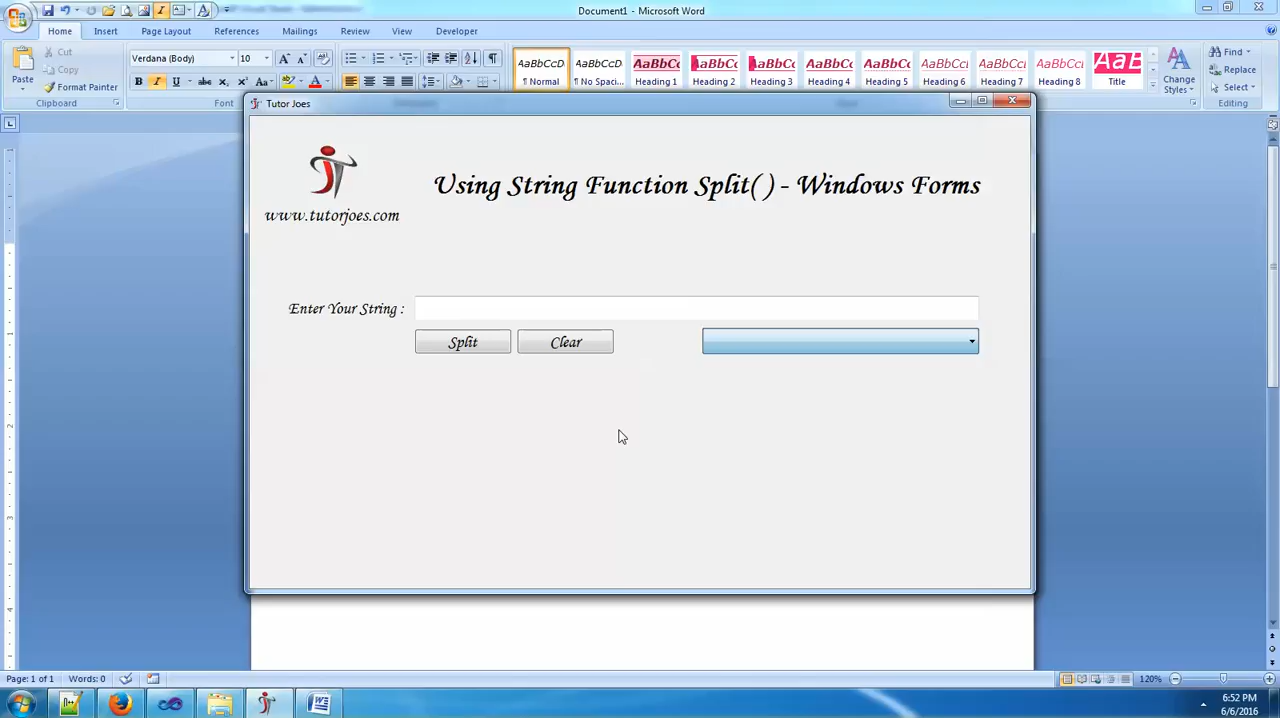 Document1 - Microsoft Word
Home Insert Page Layout References Mailings Review View Developer
Paste
Cut
Copy
Format Painter
Clipboard
Verdana (Body) 10
Font
AaBbCcD AaBbCcD AaBbCc AaBbCc AaBbCc AaBbCc AaBbCc AaBbCc AaBbCc AaBbCc AaB
¶ Normal ¶ No Spaci... Heading 1 Heading 2 Heading 3 Heading 4 Heading 5 Heading 6 Heading 7 Heading 8 Title
Change Styles
Find
Replace
Select
Editing
Tutor Joes
JT
www.tutorjoes.com
Using String Function Split( ) - Windows Forms
Enter Your String :
Split Clear
Page: 1 of 1 Words: 0 120%
6:52 PM
6/6/2016